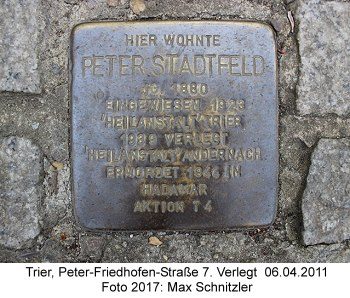 HIER WOHNTE
PETER STADTFELD
JG. 1880
EINGEWIESEN 1923
'HEILANSTALT' TRIER
1939 VERLEGT
'HEILANSTALT' ANDERNACH
ERMORDET 1944 IN
HADAMAR
AKTION T 4
Trier, Peter-Friedhofen-Straße 7. Verlegt 06.04.2011
Foto 2017: Max Schnitzler